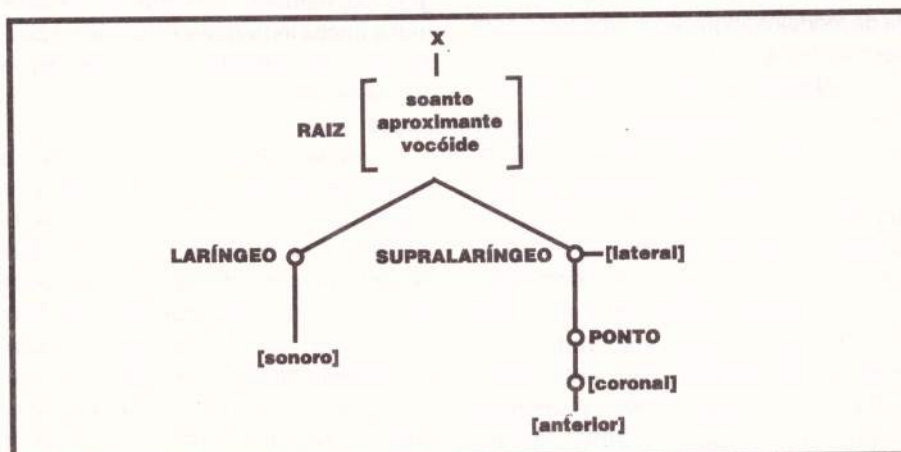 X
soante
RAIZ aproximante
vocóide
LARÍNGEO SUPRALARÍNGEO [lateral]
PONTO
[sonoro]
[coronal]
[anterior]